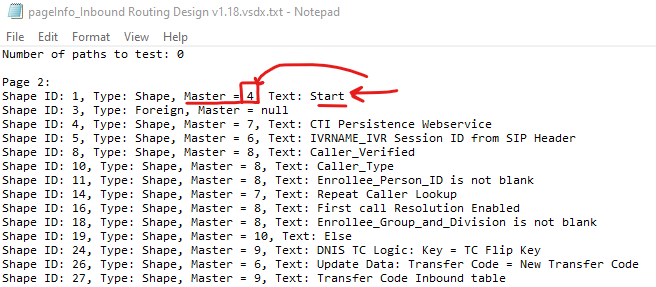 pageInfo_Inbound Routing Design v1.18.vsdx.txt - Notepad
File Edit Format View Help
Number of paths to test: 0
Page 2:
Shape ID: 1, Type: Shape, Master = 4, Text: Start
Shape ID: 3, Type: Foreign, Master = null
Shape ID: 4, Type: Shape, Master = 7, Text: CTI Persistence Webservice
Shape ID: 5, Type: Shape, Master = 6, Text: IVRNAME_IVR Session ID from SIP Header
Shape ID: 8, Type: Shape, Master = 8, Text: Caller_Verified
Shape ID: 10, Type: Shape, Master = 8, Text: Caller_Type
Shape ID: 11, Type: Shape, Master = 8, Text: Enrollee_Person_ID is not blank
Shape ID: 14, Type: Shape, Master = 7, Text: Repeat Caller Lookup
Shape ID: 16, Type: Shape, Master = 8, Text: First call Resolution Enabled
Shape ID: 18, Type: Shape, Master = 8, Text: Enrollee_Group_and_Division is not blank
Shape ID: 19, Type: Shape, Master = 10, Text: Else
Shape ID: 24, Type: Shape, Master = 9, Text: DNIS TC Logic: Key = TC Flip Key
Shape ID: 26, Type: Shape, Master = 6, Text: Update Data: Transfer Code = New Transfer Code
Shape ID: 27, Type: Shape, Master = 9, Text: Transfer Code Inbound table